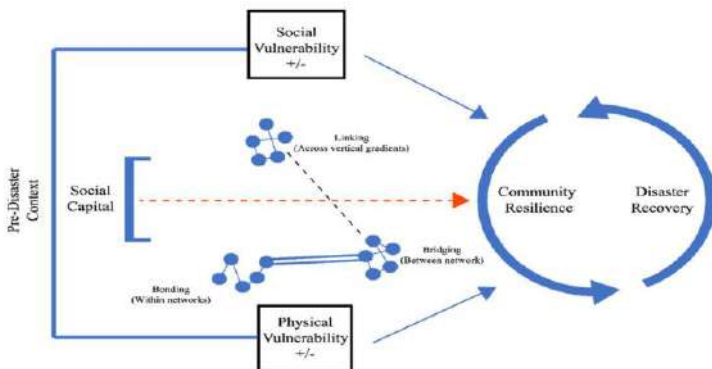 Social
Vulnerability
+/-
Linking
(Across vertical gradients)
Pre-Disaster
Context
Social
Capital
Community
Resilience
Disaster
Recovery
Bridging
(Between network)
Bonding
(Within networks)
Physical
Vulnerability
+/-